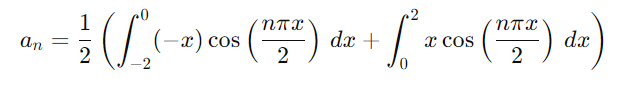 $a_n = \frac{1}{2} \left( \int_{-2}^{0} (-x) \cos \left( \frac{n\pi x}{2} \right) \, dx + \int_{0}^{2} x \cos \left( \frac{n\pi x}{2} \right) \, dx \right)$